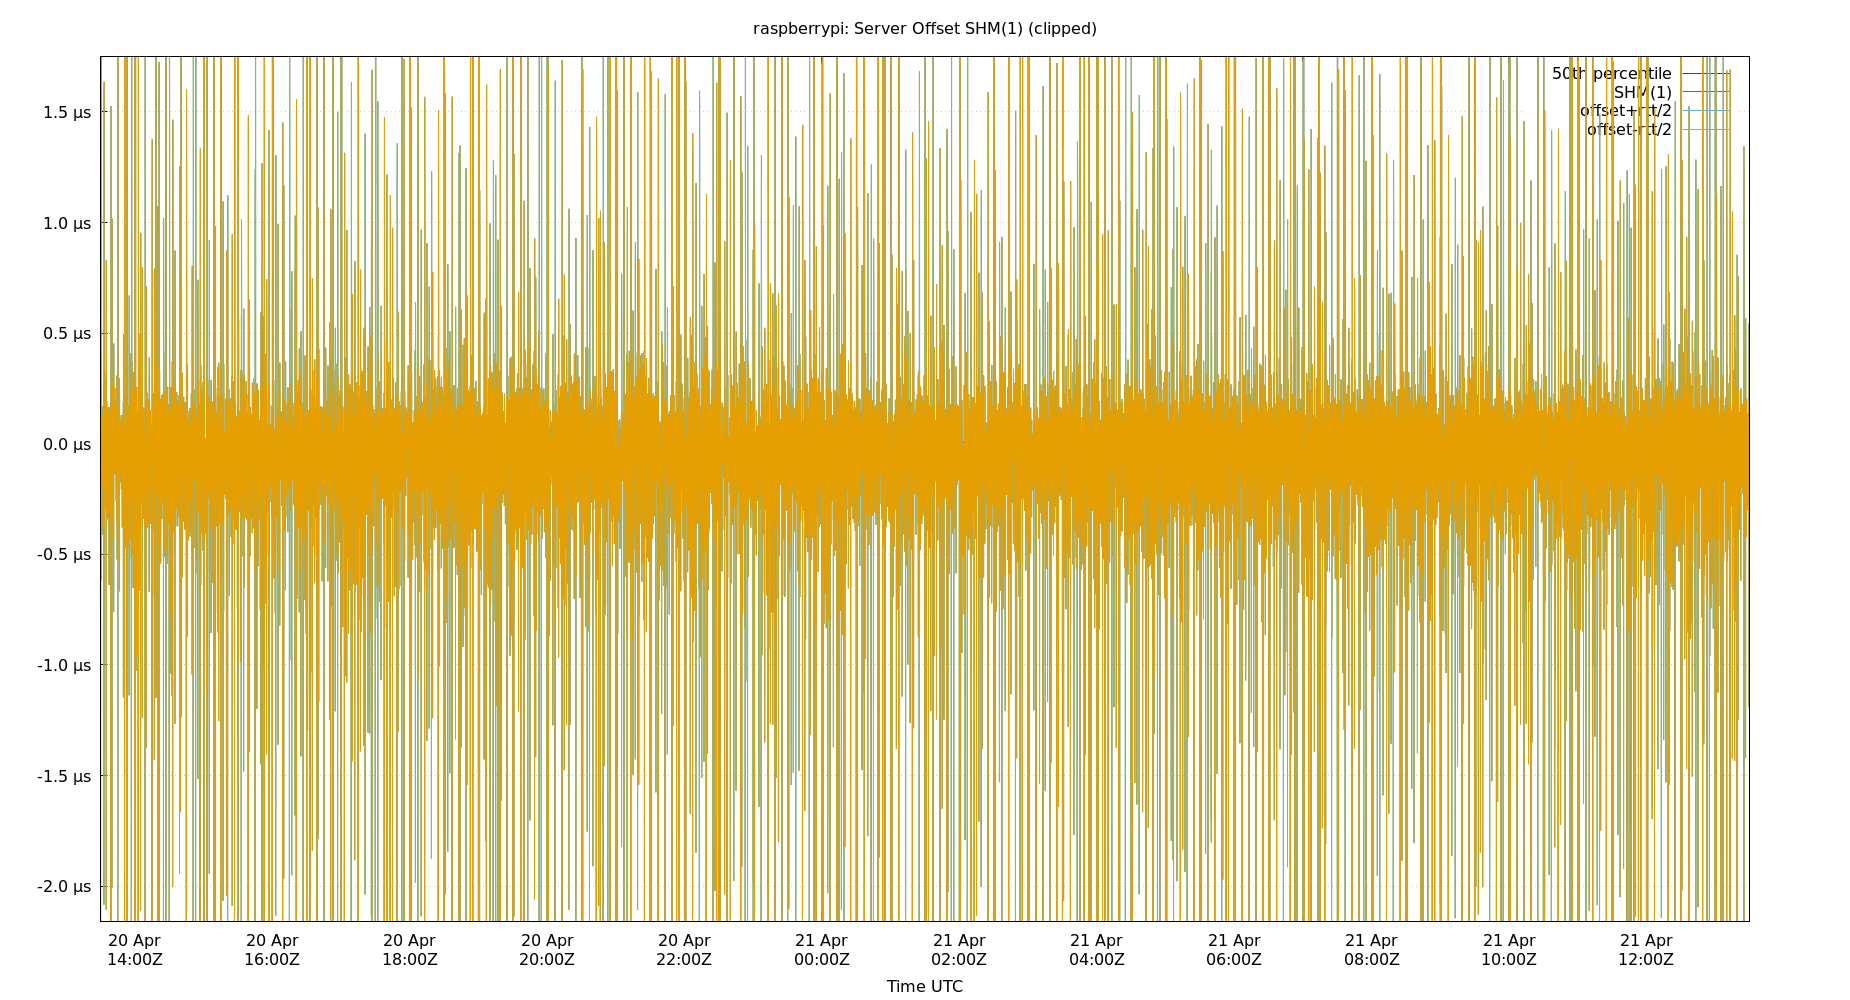 raspberrypi: Server Offset SHM(1) (clipped)
50th percentile
SHM(1)
offset+rtt/2
offset-rtt/2
1.5 µs
1.0 µs
0.5 µs
0.0 µs
-0.5 µs
-1.0 µs
-1.5 µs
-2.0 µs
20 Apr 20 Apr 20 Apr 20 Apr 20 Apr 21 Apr 21 Apr 21 Apr 21 Apr 21 Apr 21 Apr 21 Apr
14:00Z 16:00Z 18:00Z 20:00Z 22:00Z 00:00Z 02:00Z 04:00Z 06:00Z 08:00Z 10:00Z 12:00Z
Time UTC